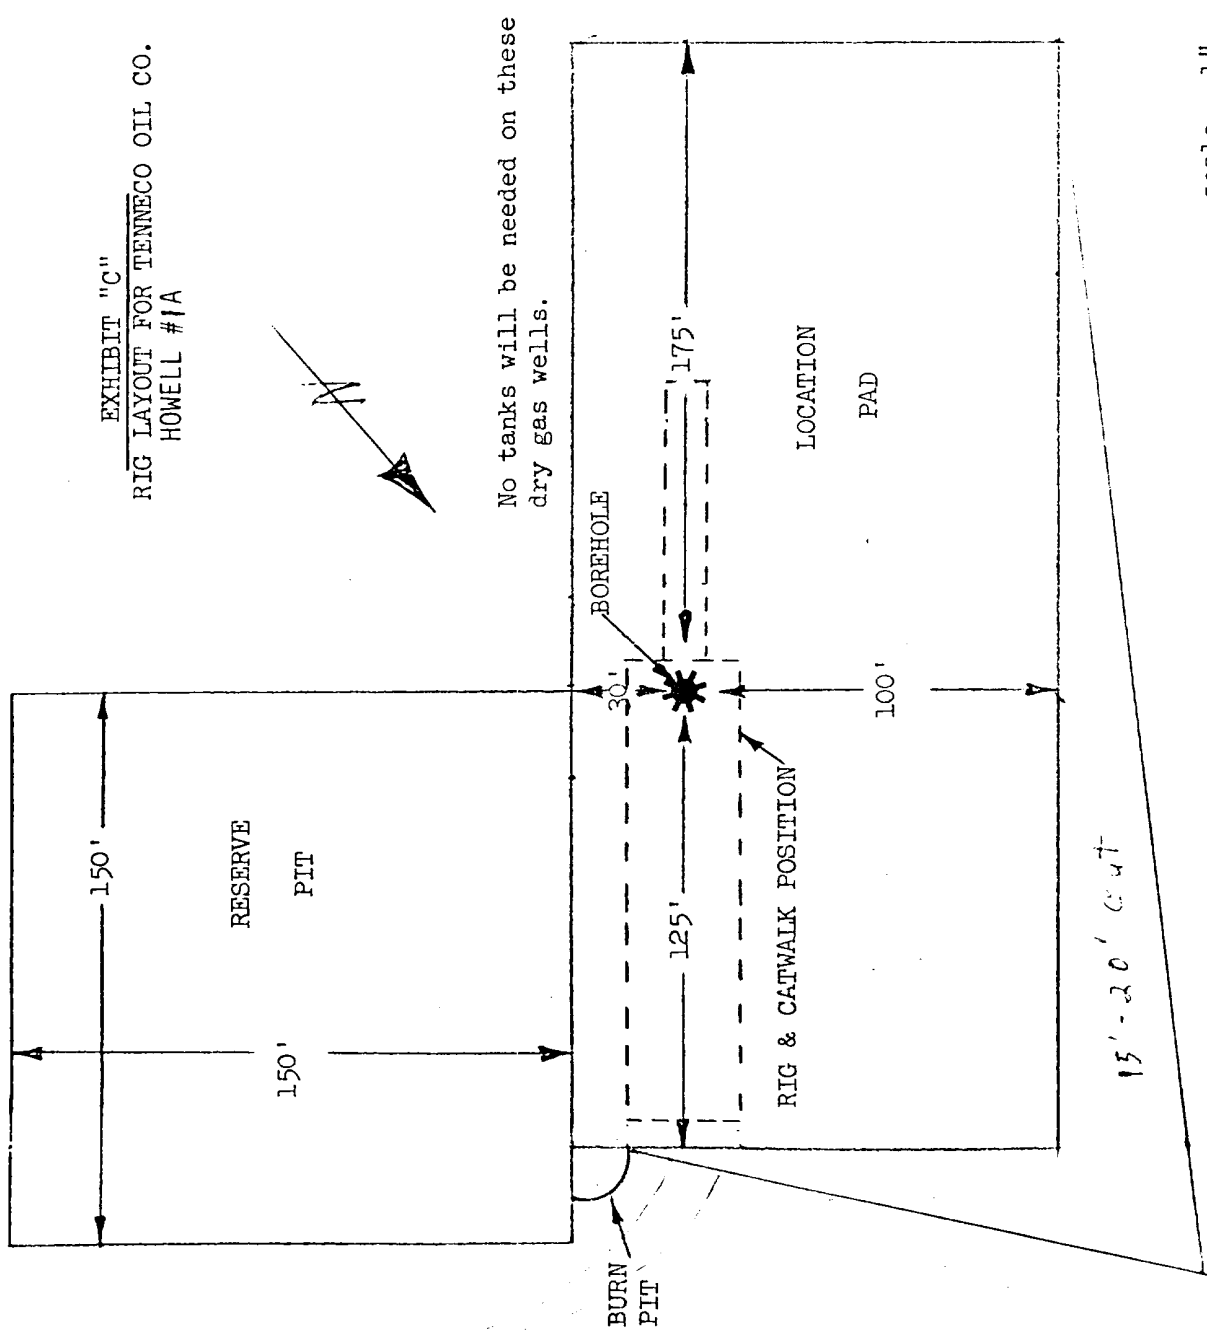 EXHIBIT "C"
RIG LAYOUT FOR TENNECO OIL CO.
HOWELL #1A
N
No tanks will be needed on these
dry gas wells.
150'
RESERVE
PIT
150'
BOREHOLE
30'
175'
LOCATION
PAD
125'
100'
RIG & CATWALK POSITION
BURN
PIT
15'-20' Cut